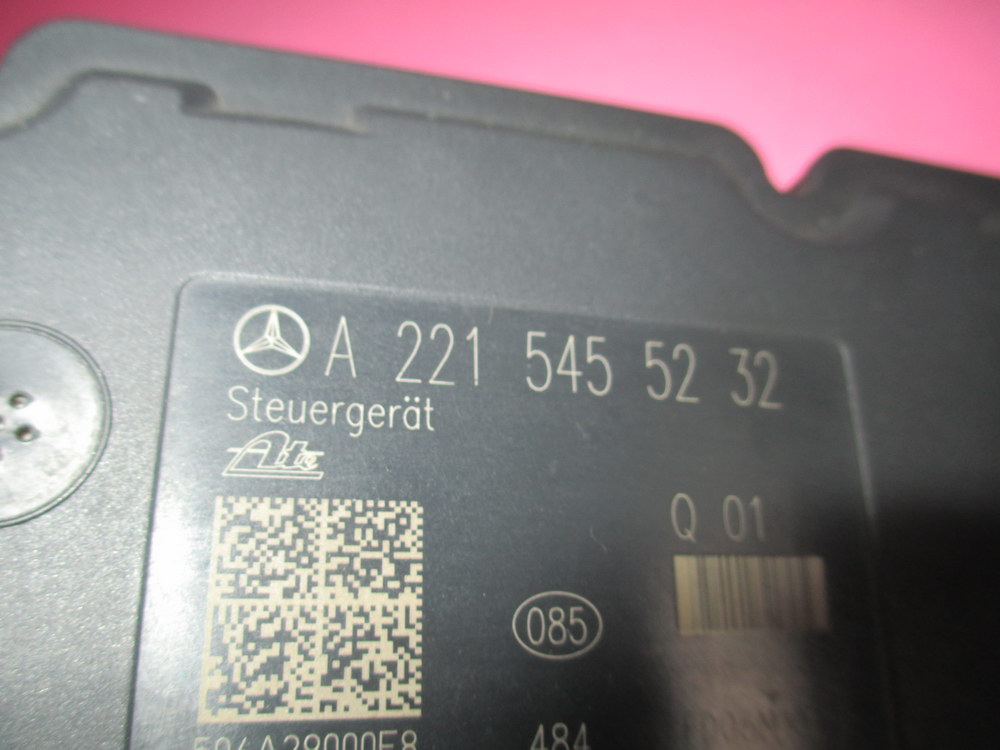 A 221 545 52 32
Steuergerät
Ate
Q 01
085
484